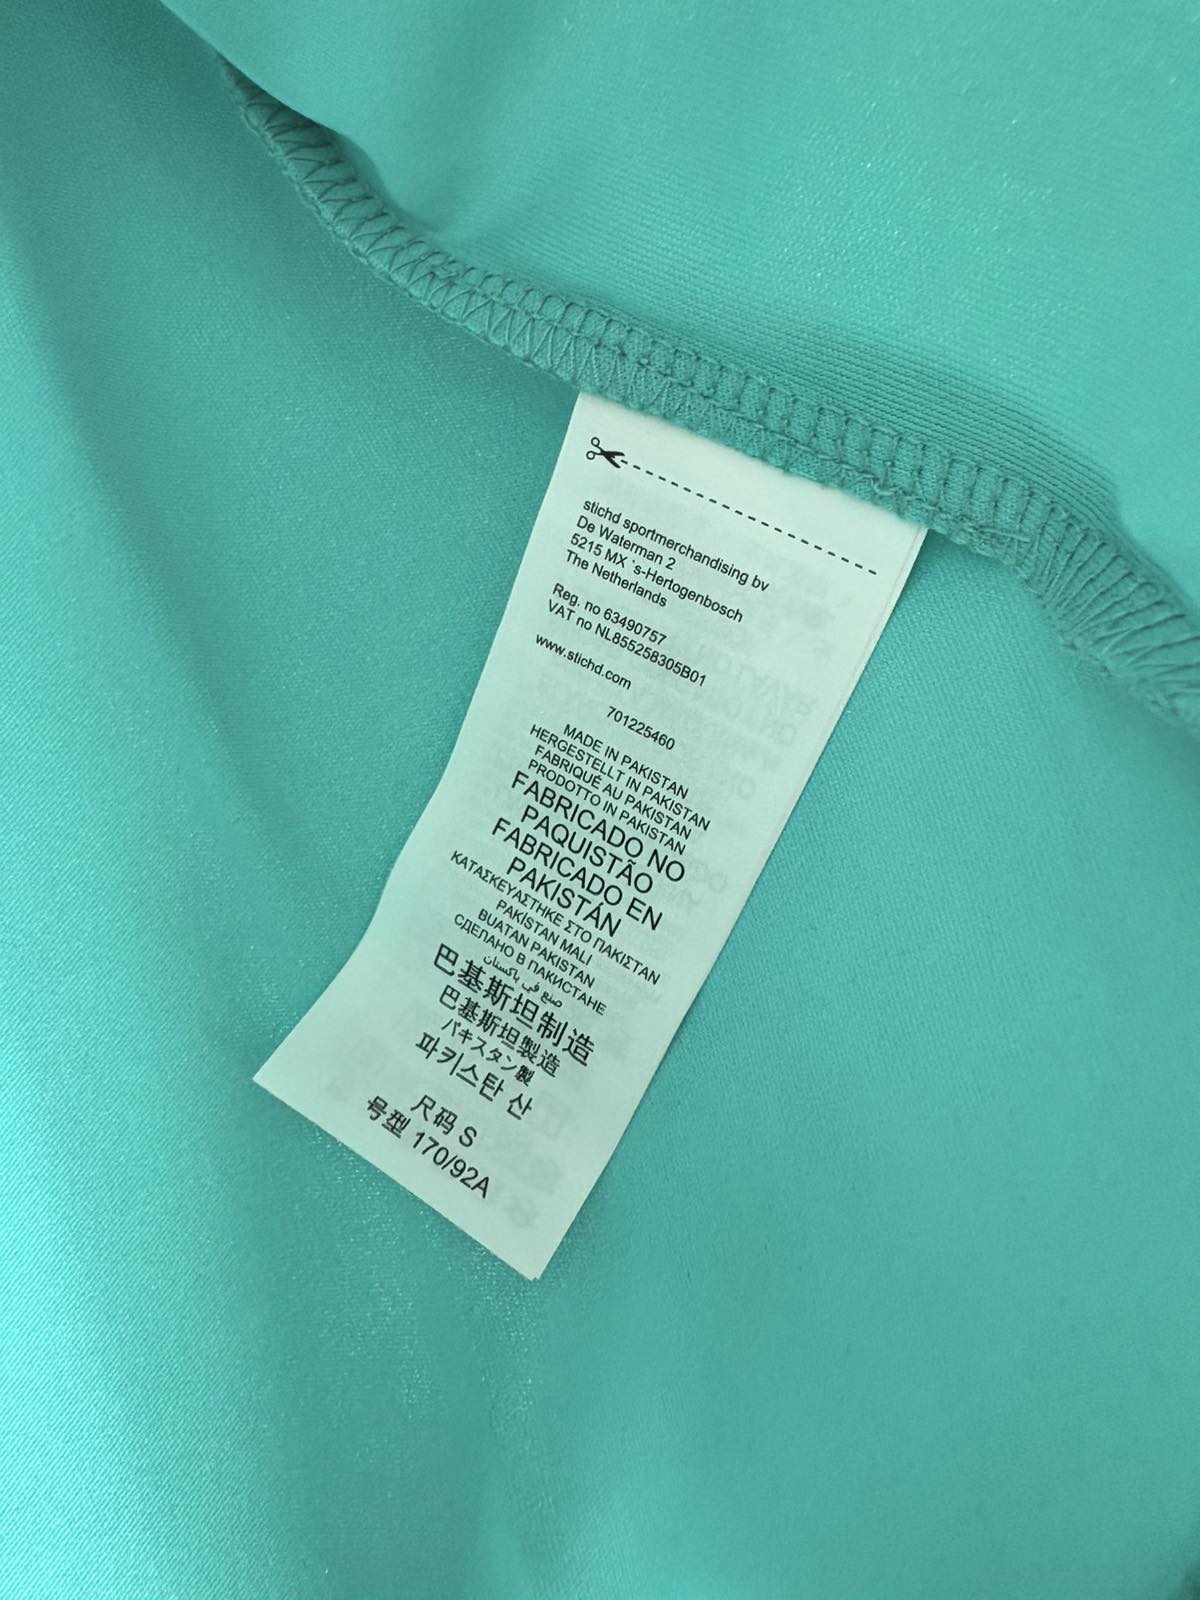 stichd sportmerchandising bv
De Waterman 2
5215 MX `s-Hertogenbosch
The Netherlands
Reg. no 63490757
VAT no NL855258305B01
www.stichd.com
701225460
MADE IN PAKISTAN
HERGESTELLT IN PAKISTAN
FABRIQUÉ AU PAKISTAN
PRODOTTO IN PAKISTAN
FABRICADO NO
PAQUISTÃO
FABRICADO EN
PAKISTÁN
ΚΑΤΑΣΚΕΥΑΣΤΗΚΕ ΣΤΟ ΠΑΚΙΣΤΑΝ
PAKİSTAN MALI
BUATAN PAKISTAN
СДЕЛАНО В ПАКИСТАНЕ
صنع في باكستان
巴基斯坦制造
巴基斯坦製造
パキスタン製
파키스탄 산
尺码 S
号型 170/92A